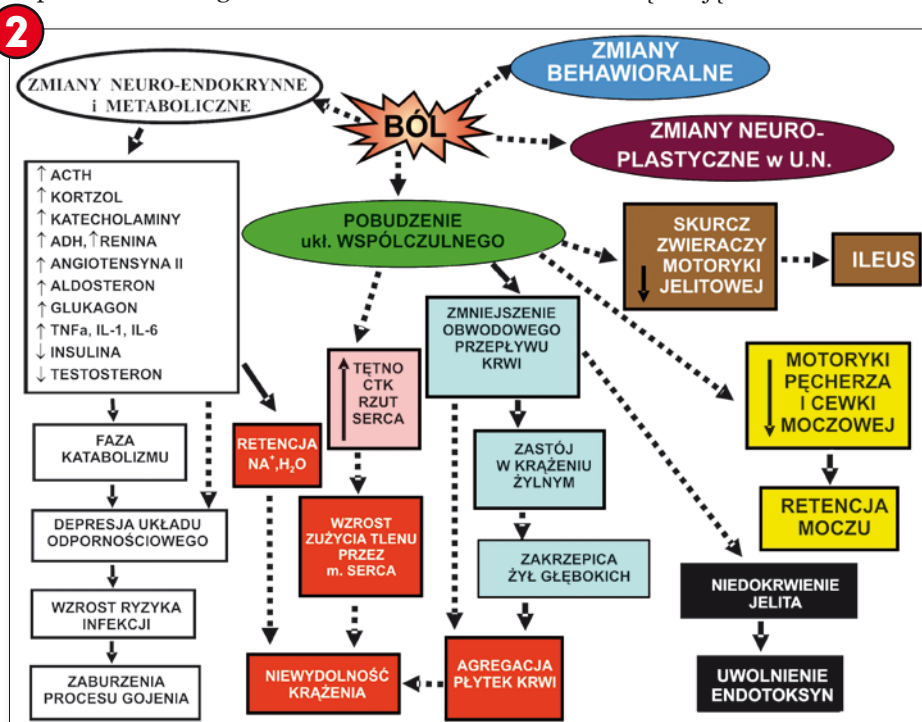 2
ZMIANY NEURO-ENDOKRYNNE
i METABOLICZNE
ZMIANY
BEHAWIORALNE
BÓL
ZMIANY NEURO-
PLASTYCZNE w U.N.
↑ ACTH
↑ KORTZOL
↑ KATECHOLAMINY
↑ ADH, ↑ RENINA
↑ ANGIOTENSYNA II
↑ ALDOSTERON
↑ GLUKAGON
↑ TNFa, IL-1, IL-6
↓ INSULINA
↓ TESTOSTERON
POBUDZENIE
ukł. WSPÓLCZULNEGO
SKURCZ
ZWIERACZY
↓ MOTORYKI
JELITOWEJ
ILEUS
ZMNIEJSZENIE
OBWODOWEGO
PRZEPŁYWU
KRWI
↑ TĘTNO
CTK
RZUT
SERCA
↓ MOTORYKI
PĘCHERZA
I CEWKI
MOCZOWEJ
FAZA
KATABOLIZMU
RETENCJA
NA⁺,H₂O
ZASTÓJ
W KRĄŻENIU
ŻYLNYM
RETENCJA
MOCZU
DEPRESJA UKŁADU
ODPORNOŚCIOWEGO
WZROST
ZUŻYCIA TLENU
PRZEZ
m. SERCA
ZAKRZEPICA
ŻYŁ GŁĘBOKICH
NIEDOKRWIENIE
JELITA
WZROST RYZYKA
INFEKCJI
ZABURZENIA
PROCESU GOJENIA
NIEWYDOLNOŚĆ
KRĄŻENIA
AGREGACJA
PŁYTEK KRWI
UWOLNIENIE
ENDOTOKSYN